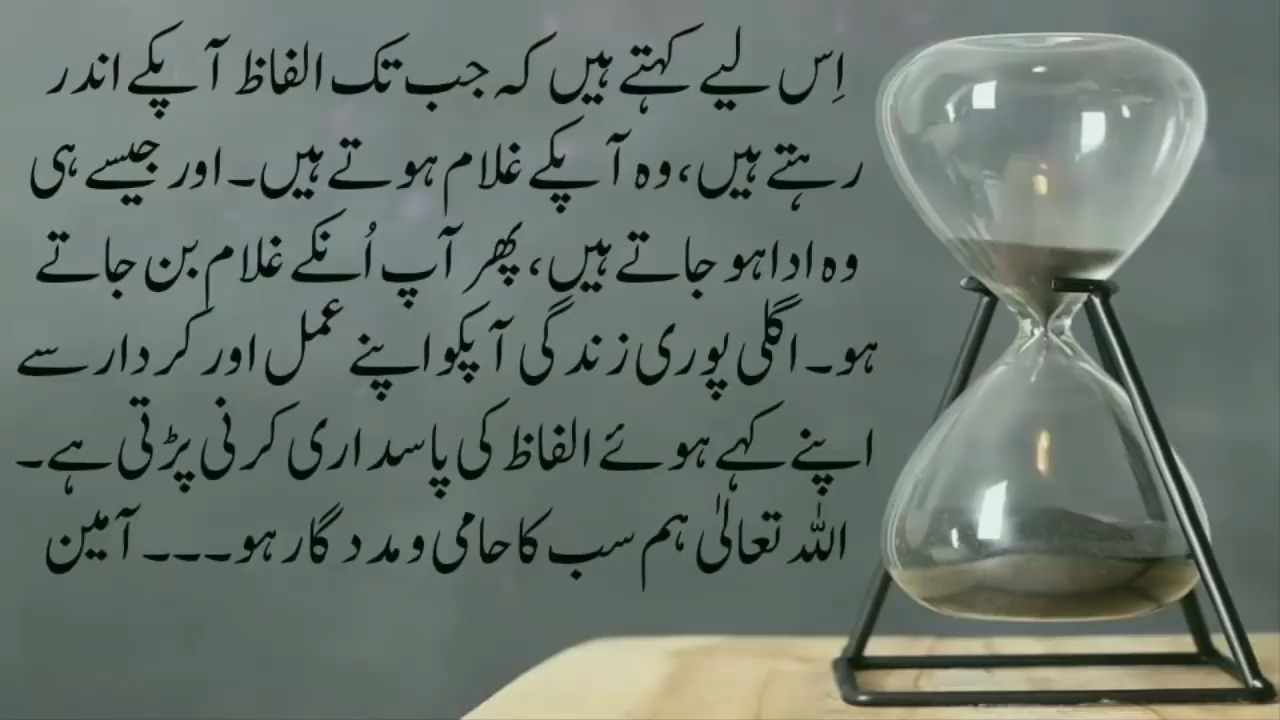 اِس لیے کہتے ہیں کہ جب تک الفاظ آپکے اندر
رہتے ہیں، وہ آپکے غلام ہوتے ہیں۔ اور جیسے ہی
وہ ادا ہو جاتے ہیں، پھر آپ اُنکے غلام بن جاتے
ہو۔ اگلی پوری زندگی آپکو اپنے عمل اور کردار سے
اپنے کہے ہوئے الفاظ کی پاسداری کرنی پڑتی ہے۔
اللہ تعالیٰ ہم سب کا حامی و مددگار ہو۔۔۔ آمین